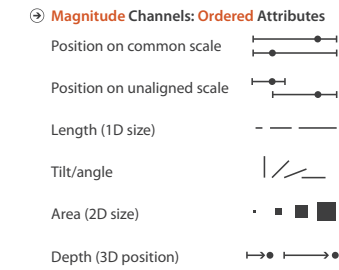 Magnitude Channels: Ordered Attributes
Position on common scale
Position on unaligned scale
Length (1D size)
Tilt/angle
Area (2D size)
Depth (3D position)